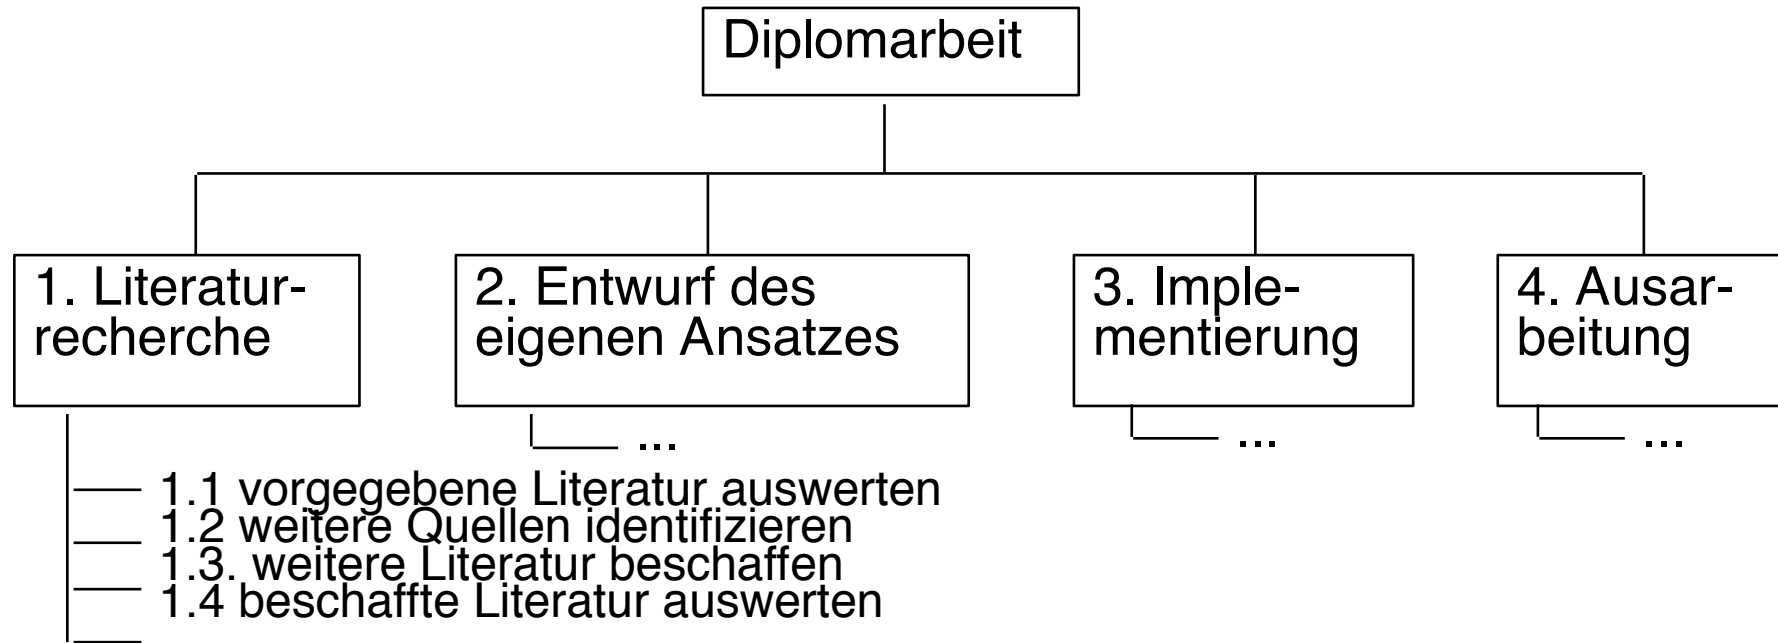 Diplomarbeit
1. Literatur-
recherche
2. Entwurf des
eigenen Ansatzes
3. Imple-
mentierung
4. Ausar-
beitung
...
...
...
1.1 vorgegebene Literatur auswerten
1.2 weitere Quellen identifizieren
1.3. weitere Literatur beschaffen
1.4 beschaffte Literatur auswerten